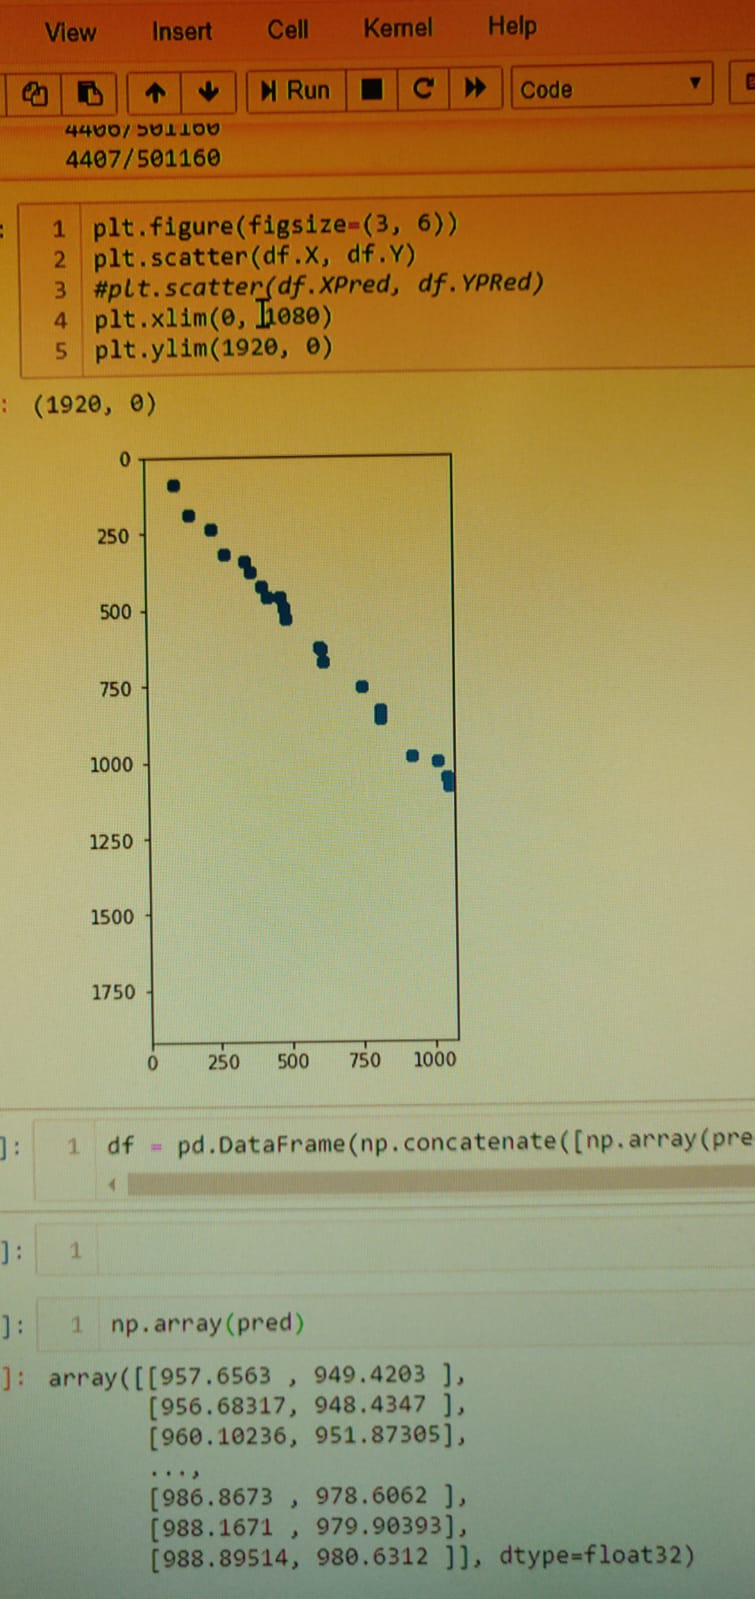 View Insert Cell Kernel Help
Run Code
4406/501160
4407/501160
: 1 plt.figure(figsize=(3, 6))
2 plt.scatter(df.X, df.Y)
3 #plt.scatter(df.XPred, df.YPRed)
4 plt.xlim(0, 1080)
5 plt.ylim(1920, 0)
: (1920, 0)
0
250
500
750
1000
1250
1500
1750
0 250 500 750 1000
]: 1 df = pd.DataFrame(np.concatenate([np.array(pre
]: 1
]: 1 np.array(pred)
]: array([[957.6563 , 949.4203 ],
[956.68317, 948.4347 ],
[960.10236, 951.87305],
...,
[986.8673 , 978.6062 ],
[988.1671 , 979.90393],
[988.89514, 980.6312 ]], dtype=float32)